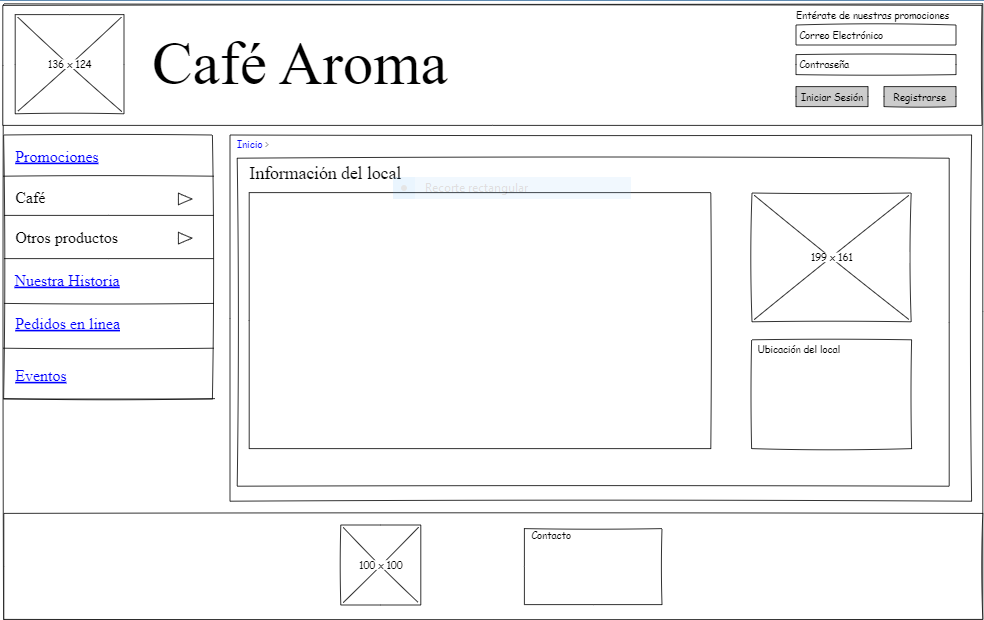 136 x 124
Café Aroma
Entérate de nuestras promociones
Correo Electrónico
Contraseña
Iniciar Sesión
Registrarse
Promociones
Café
Otros productos
Nuestra Historia
Pedidos en linea
Eventos
Inicio >
Información del local
Recorte rectangular
199 x 161
Ubicación del local
100 x 100
Contacto